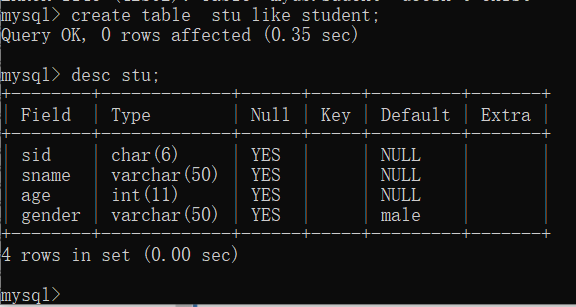 mysql> create table  stu like student;
Query OK, 0 rows affected (0.35 sec)
mysql> desc stu;
+--------+-------------+------+-----+---------+-------+
| Field  | Type        | Null | Key | Default | Extra |
+--------+-------------+------+-----+---------+-------+
| sid    | char(6)     | YES  |     | NULL    |       |
| sname  | varchar(50) | YES  |     | NULL    |       |
| age    | int(11)     | YES  |     | NULL    |       |
| gender | varchar(50) | YES  |     | male    |       |
+--------+-------------+------+-----+---------+-------+
4 rows in set (0.00 sec)
mysql>